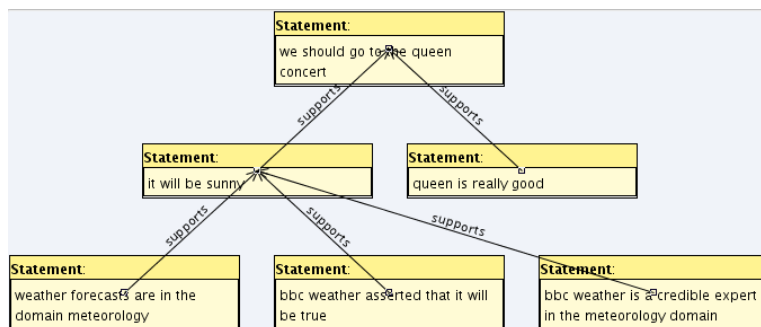 Statement:
we should go to the queen
concert
supports
supports
Statement:
it will be sunny
Statement:
queen is really good
supports
supports
supports
Statement:
weather forecasts are in the
domain meteorology
Statement:
bbc weather asserted that it will
be true
Statement:
bbc weather is a credible expert
in the meteorology domain